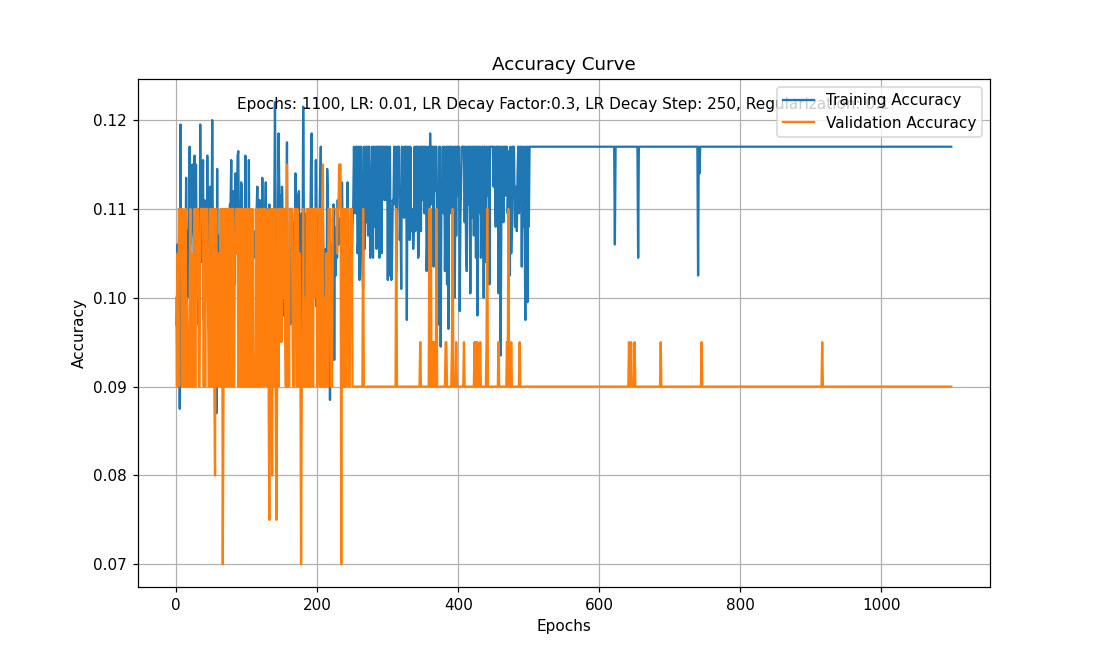 Accuracy Curve
Epochs: 1100, LR: 0.01, LR Decay Factor:0.3, LR Decay Step: 250, Regularization:
Training Accuracy
Validation Accuracy
0.12
0.11
0.10
0.09
0.08
0.07
Accuracy
0
200
400
600
800
1000
Epochs